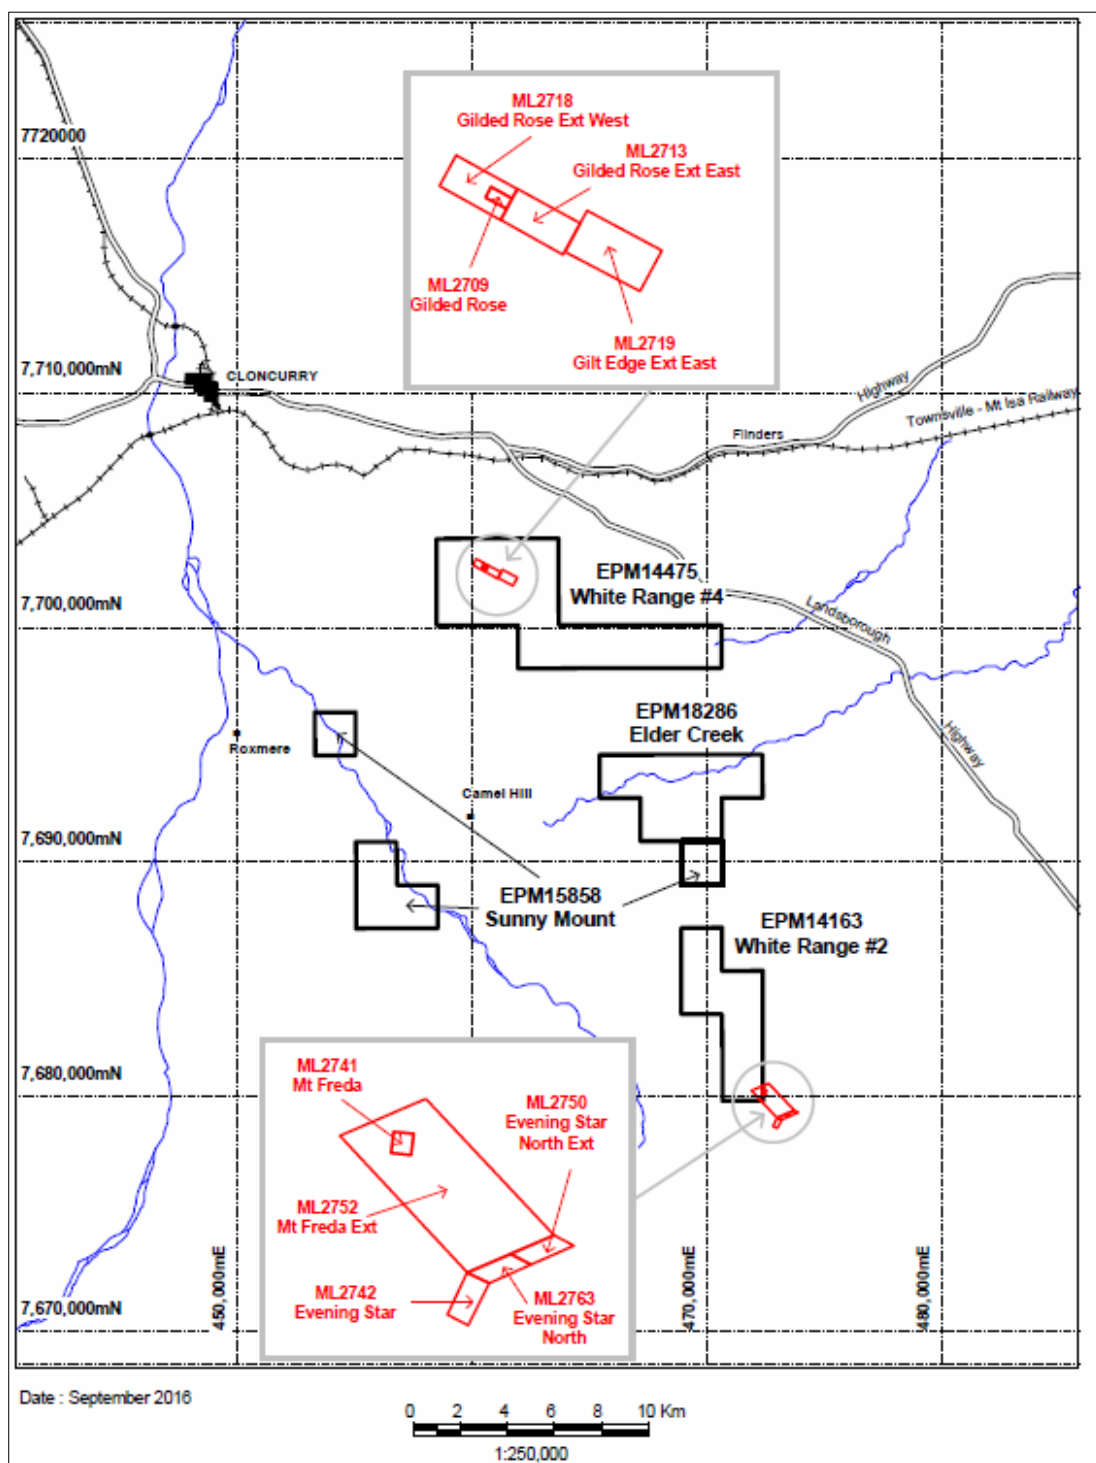 ML2718
Gilded Rose Ext West
7720000
ML2713
Gilded Rose Ext East
ML2709
Gilded Rose
ML2719
Gilt Edge Ext East
7,710,000mN
CLONCURRY
Highway
Townsville - Mt Isa Railway
Flinders
EPM14475
White Range #4
7,700,000mN
Landsborough
EPM18286
Elder Creek
Highway
Roxmere
Camel Hill
7,690,000mN
EPM15858
Sunny Mount
EPM14163
White Range #2
7,680,000mN
ML2741
Mt Freda
ML2750
Evening Star
North Ext
ML2752
Mt Freda Ext
ML2742
Evening Star
ML2763
Evening Star
North
7,670,000mN
450,000mE
470,000mE
480,000mE
Date : September 2016
0 2 4 6 8 10 Km
1:250,000